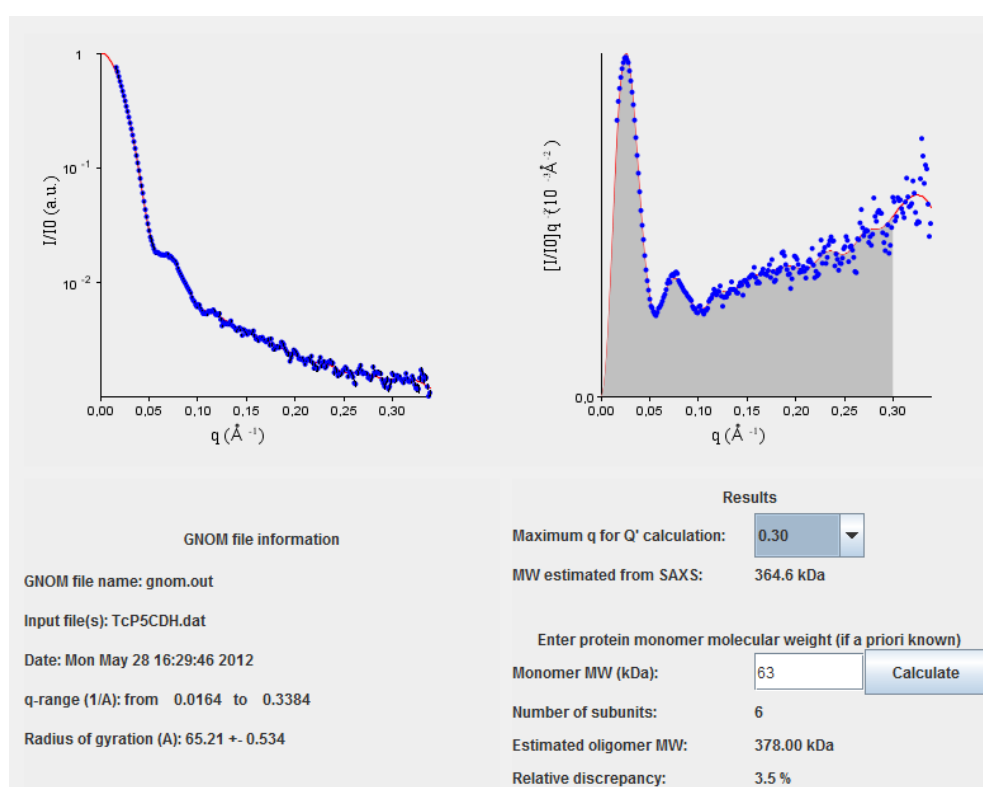 1
10 -1
10 -2
I/I0 (a.u.)
0,00 0,05 0,10 0,15 0,20 0,25 0,30
q (Å -1)
0,0
0,00 0,05 0,10 0,15 0,20 0,25 0,30
q (Å -1)
GNOM file information
GNOM file name: gnom.out
Input file(s): TcP5CDH.dat
Date: Mon May 28 16:29:46 2012
q-range (1/A): from 0.0164 to 0.3384
Radius of gyration (A): 65.21 +- 0.534
Results
Maximum q for Q' calculation: 0.30
MW estimated from SAXS: 364.6 kDa
Enter protein monomer molecular weight (if a priori known)
Monomer MW (kDa): 63 Calculate
Number of subunits: 6
Estimated oligomer MW: 378.00 kDa
Relative discrepancy: 3.5 %